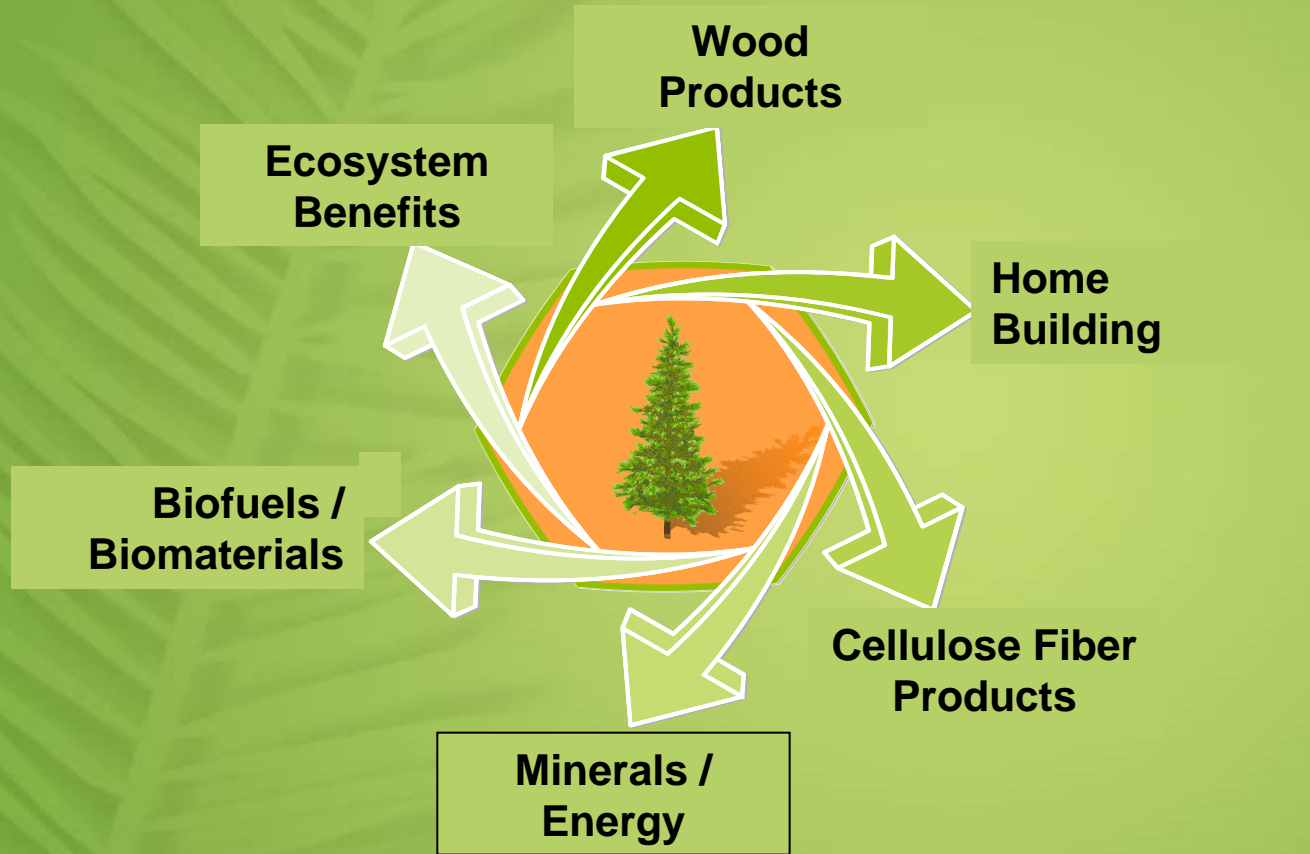 Wood
Products
Ecosystem
Benefits
Home
Building
Biofuels /
Biomaterials
Cellulose Fiber
Products
Minerals /
Energy